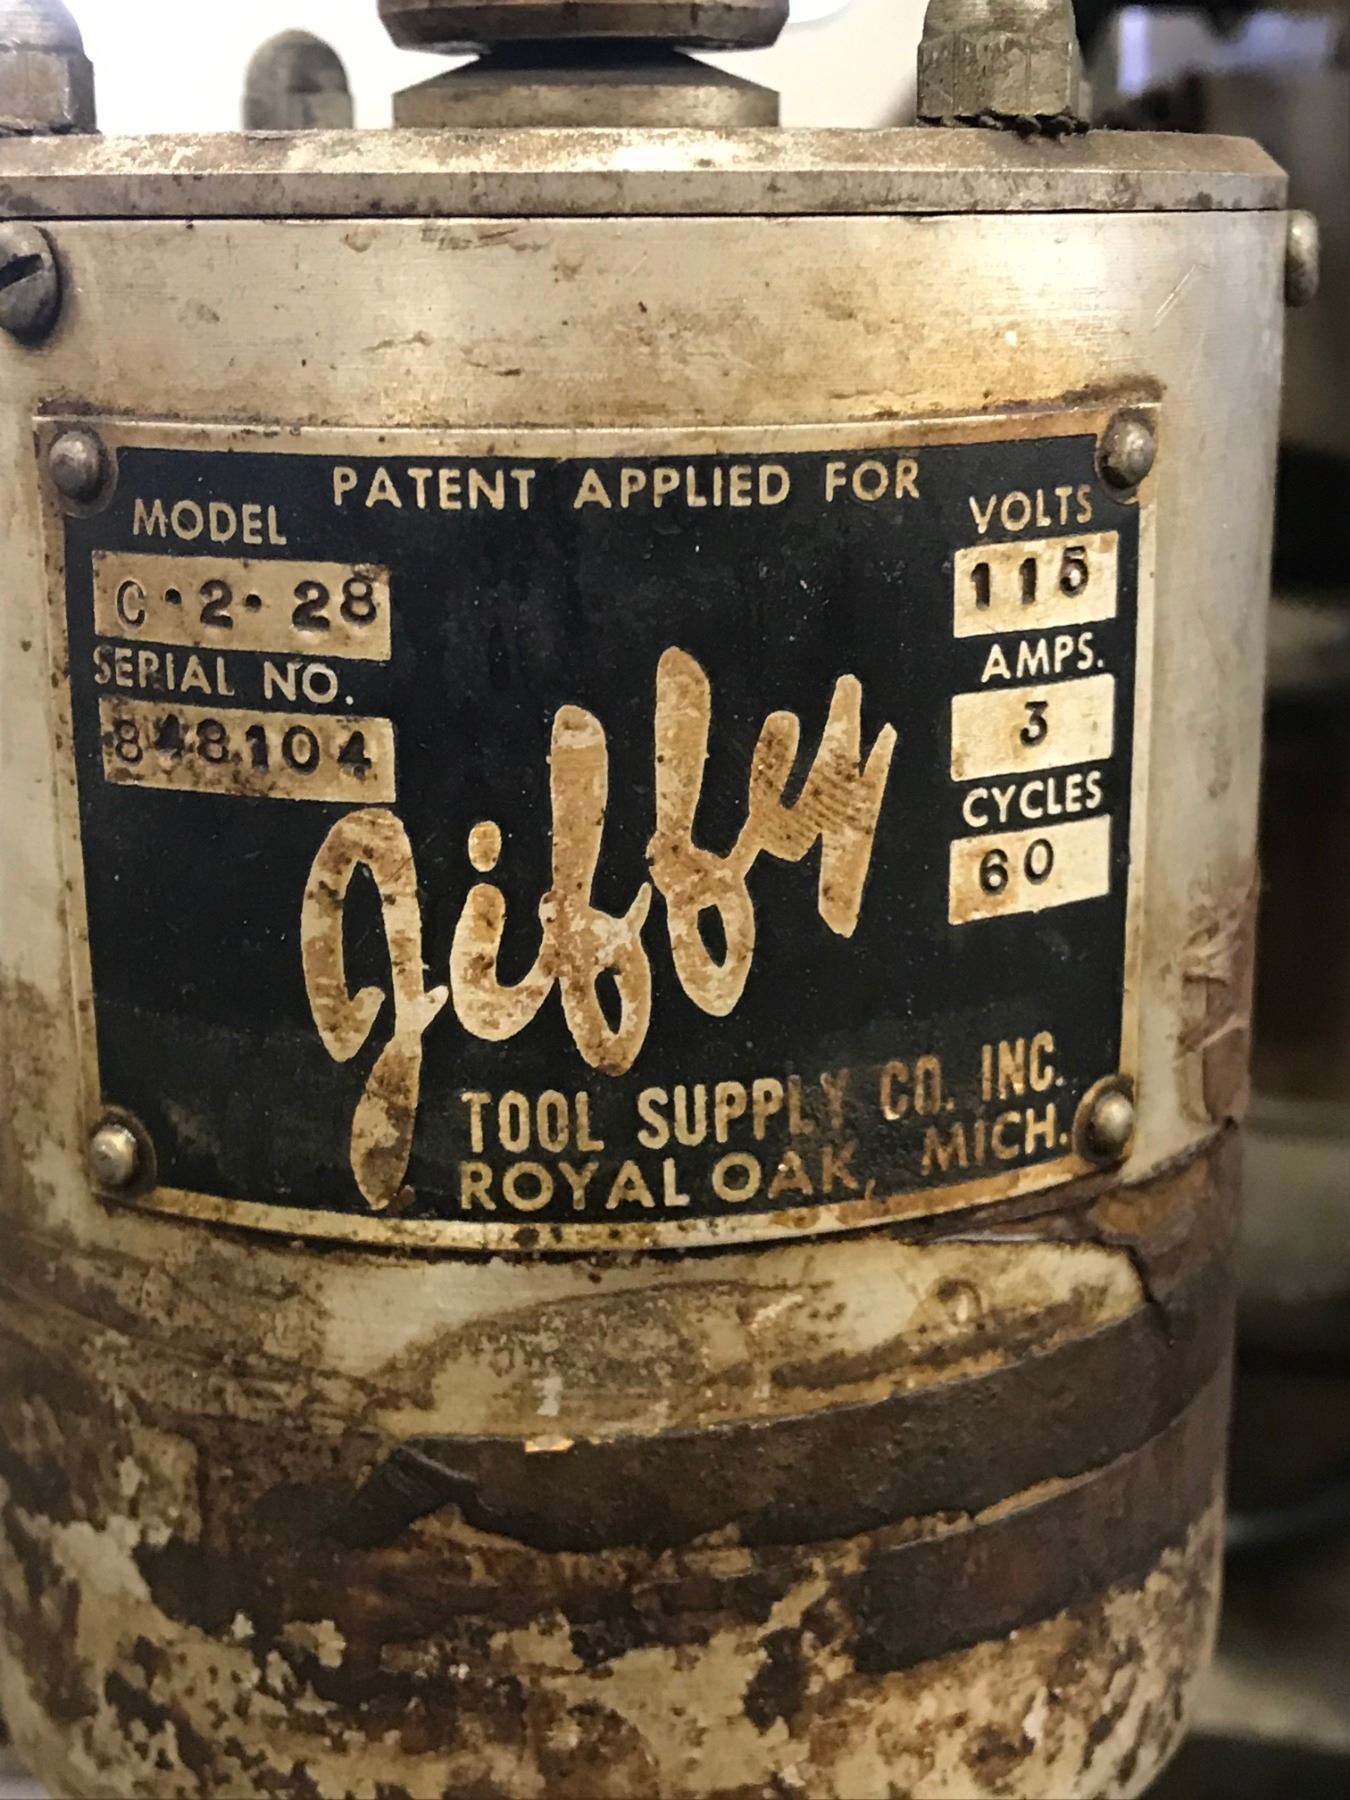 PATENT APPLIED FOR
MODEL
C·2·28
SERIAL NO.
848104
VOLTS
115
AMPS.
3
CYCLES
60
Jiffy
TOOL SUPPLY CO. INC.
ROYAL OAK, MICH.